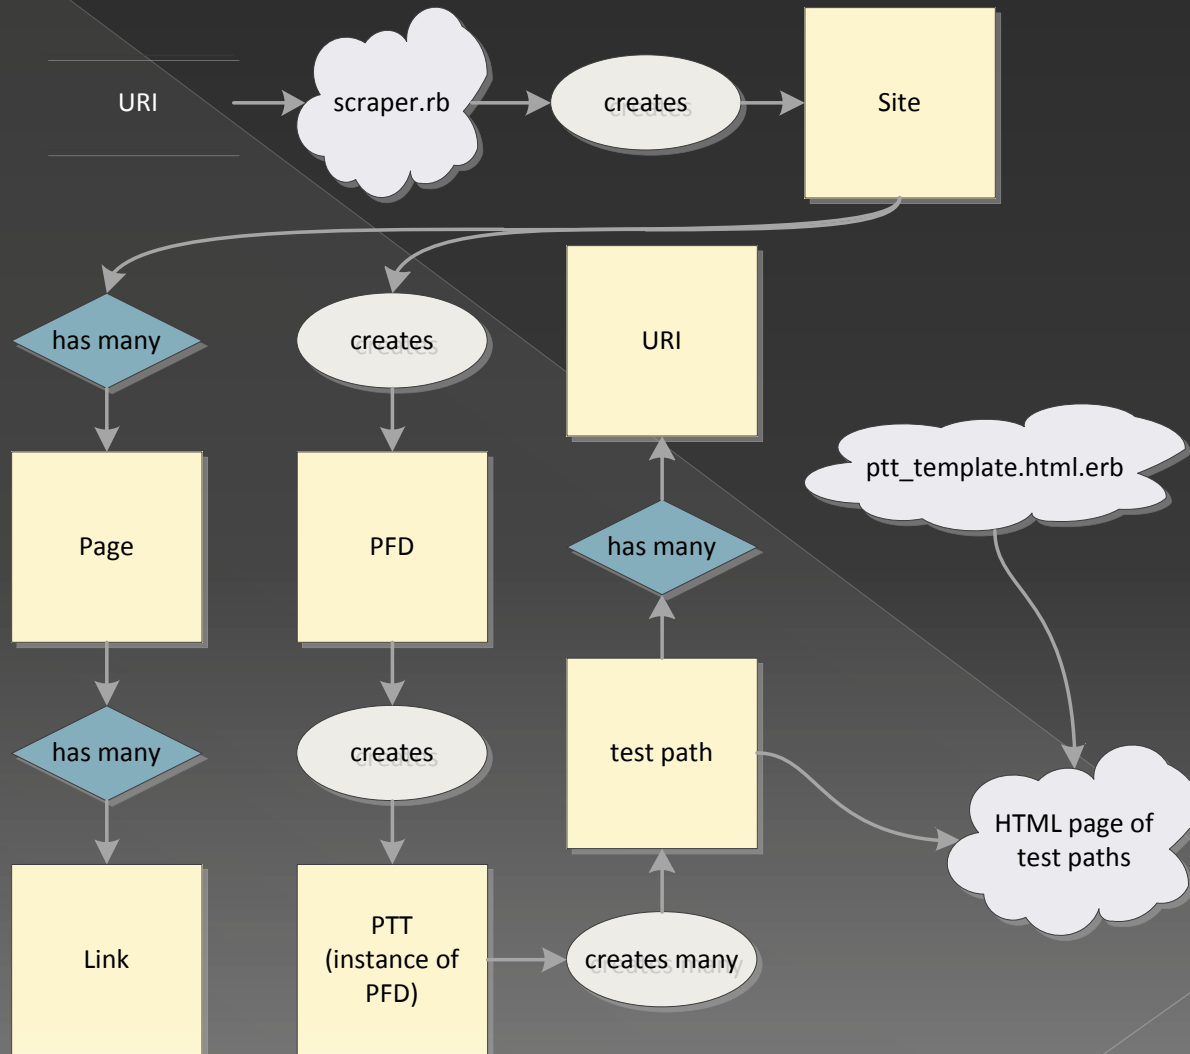 URI
scraper.rb
creates
Site
has many
creates
URI
ptt_template.html.erb
Page
PFD
has many
has many
creates
test path
HTML page of
test paths
Link
PTT
(instance of
PFD)
creates many